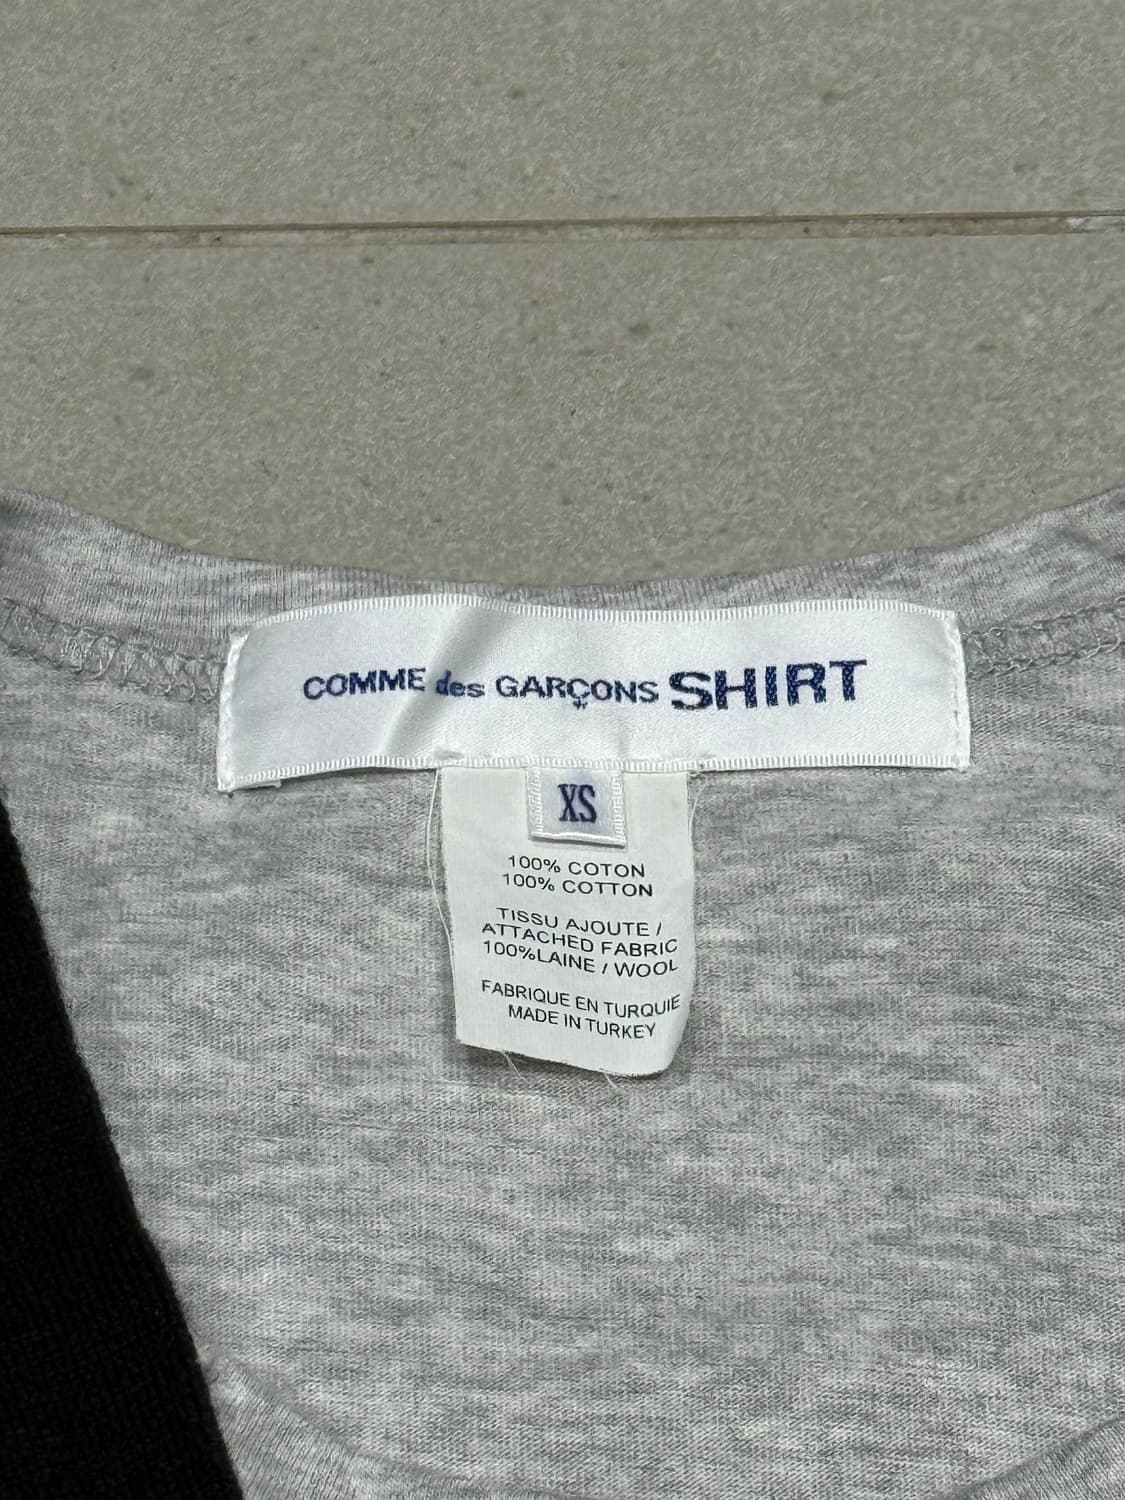 COMME des GARÇONS SHIRT
XS
100% COTON
100% COTTON
TISSU AJOUTE /
ATTACHED FABRIC
100%LAINE / WOOL
FABRIQUE EN TURQUIE
MADE IN TURKEY